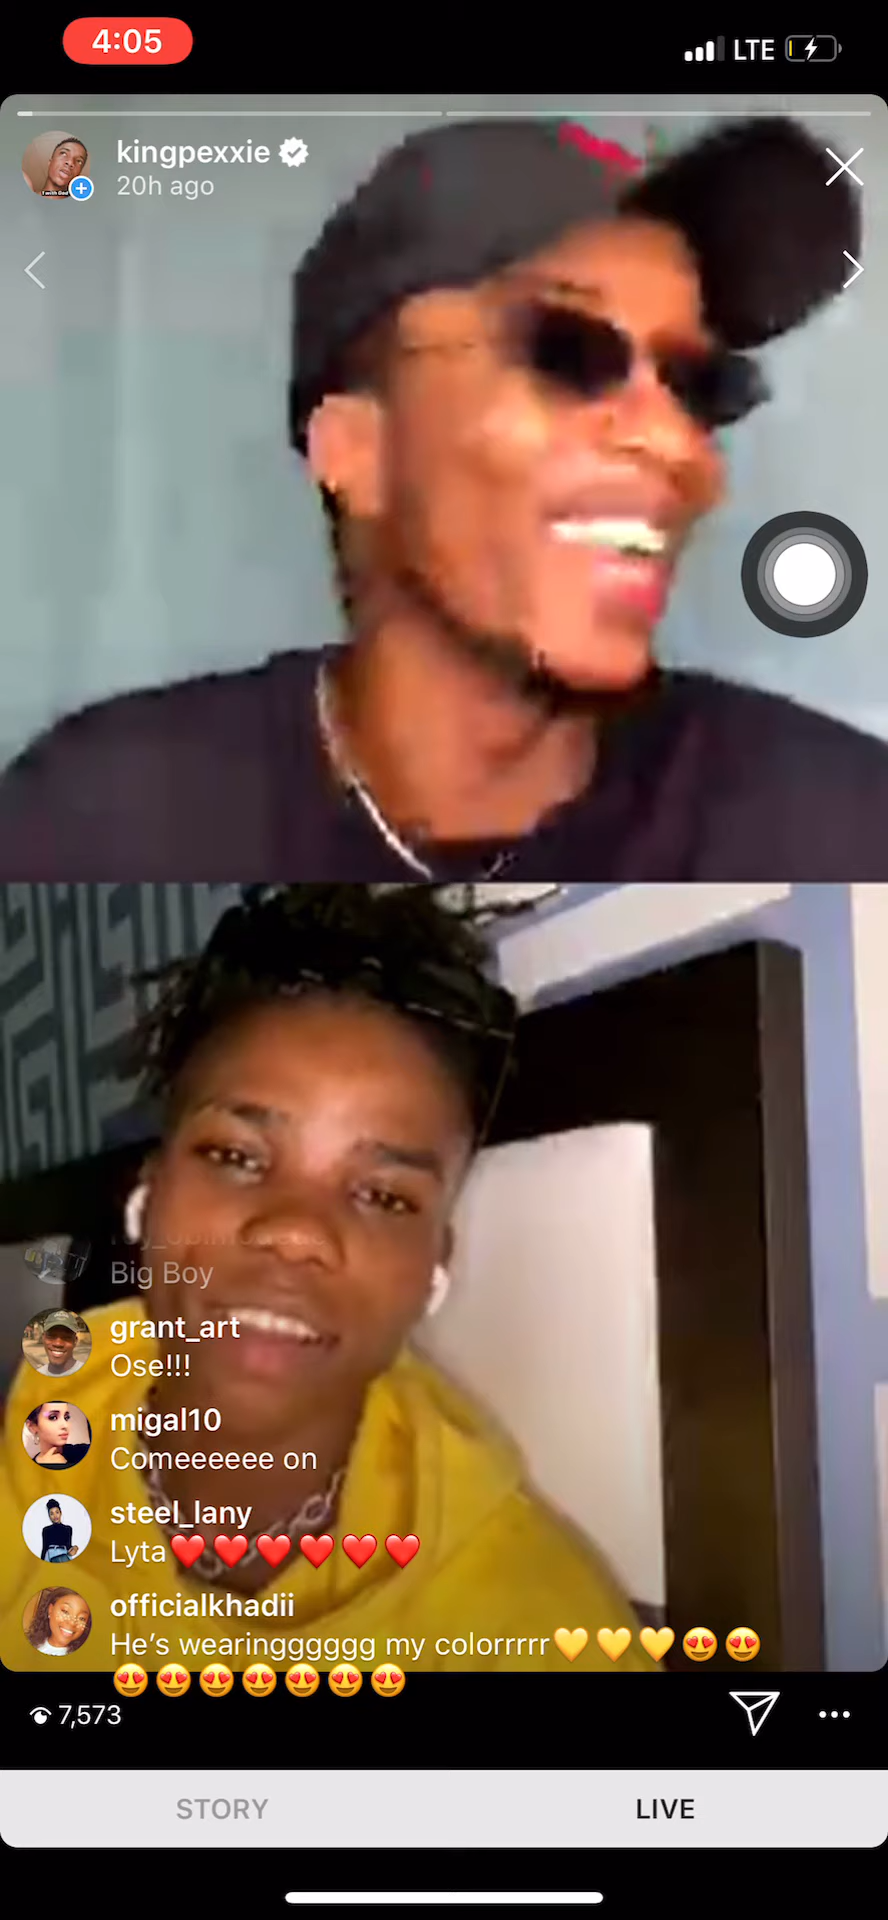 4:05
LTE
kingpexxie
20h ago
Big Boy
grant_art
Ose!!!
migal10
Comeeeeee on
steel_lany
Lyta❤️❤️❤️❤️❤️❤️
officialkhadii
He's wearingggggg my colorrrrr💛💛💛😍😍
😍😍😍😍😍😍😍
7,573
STORY
LIVE